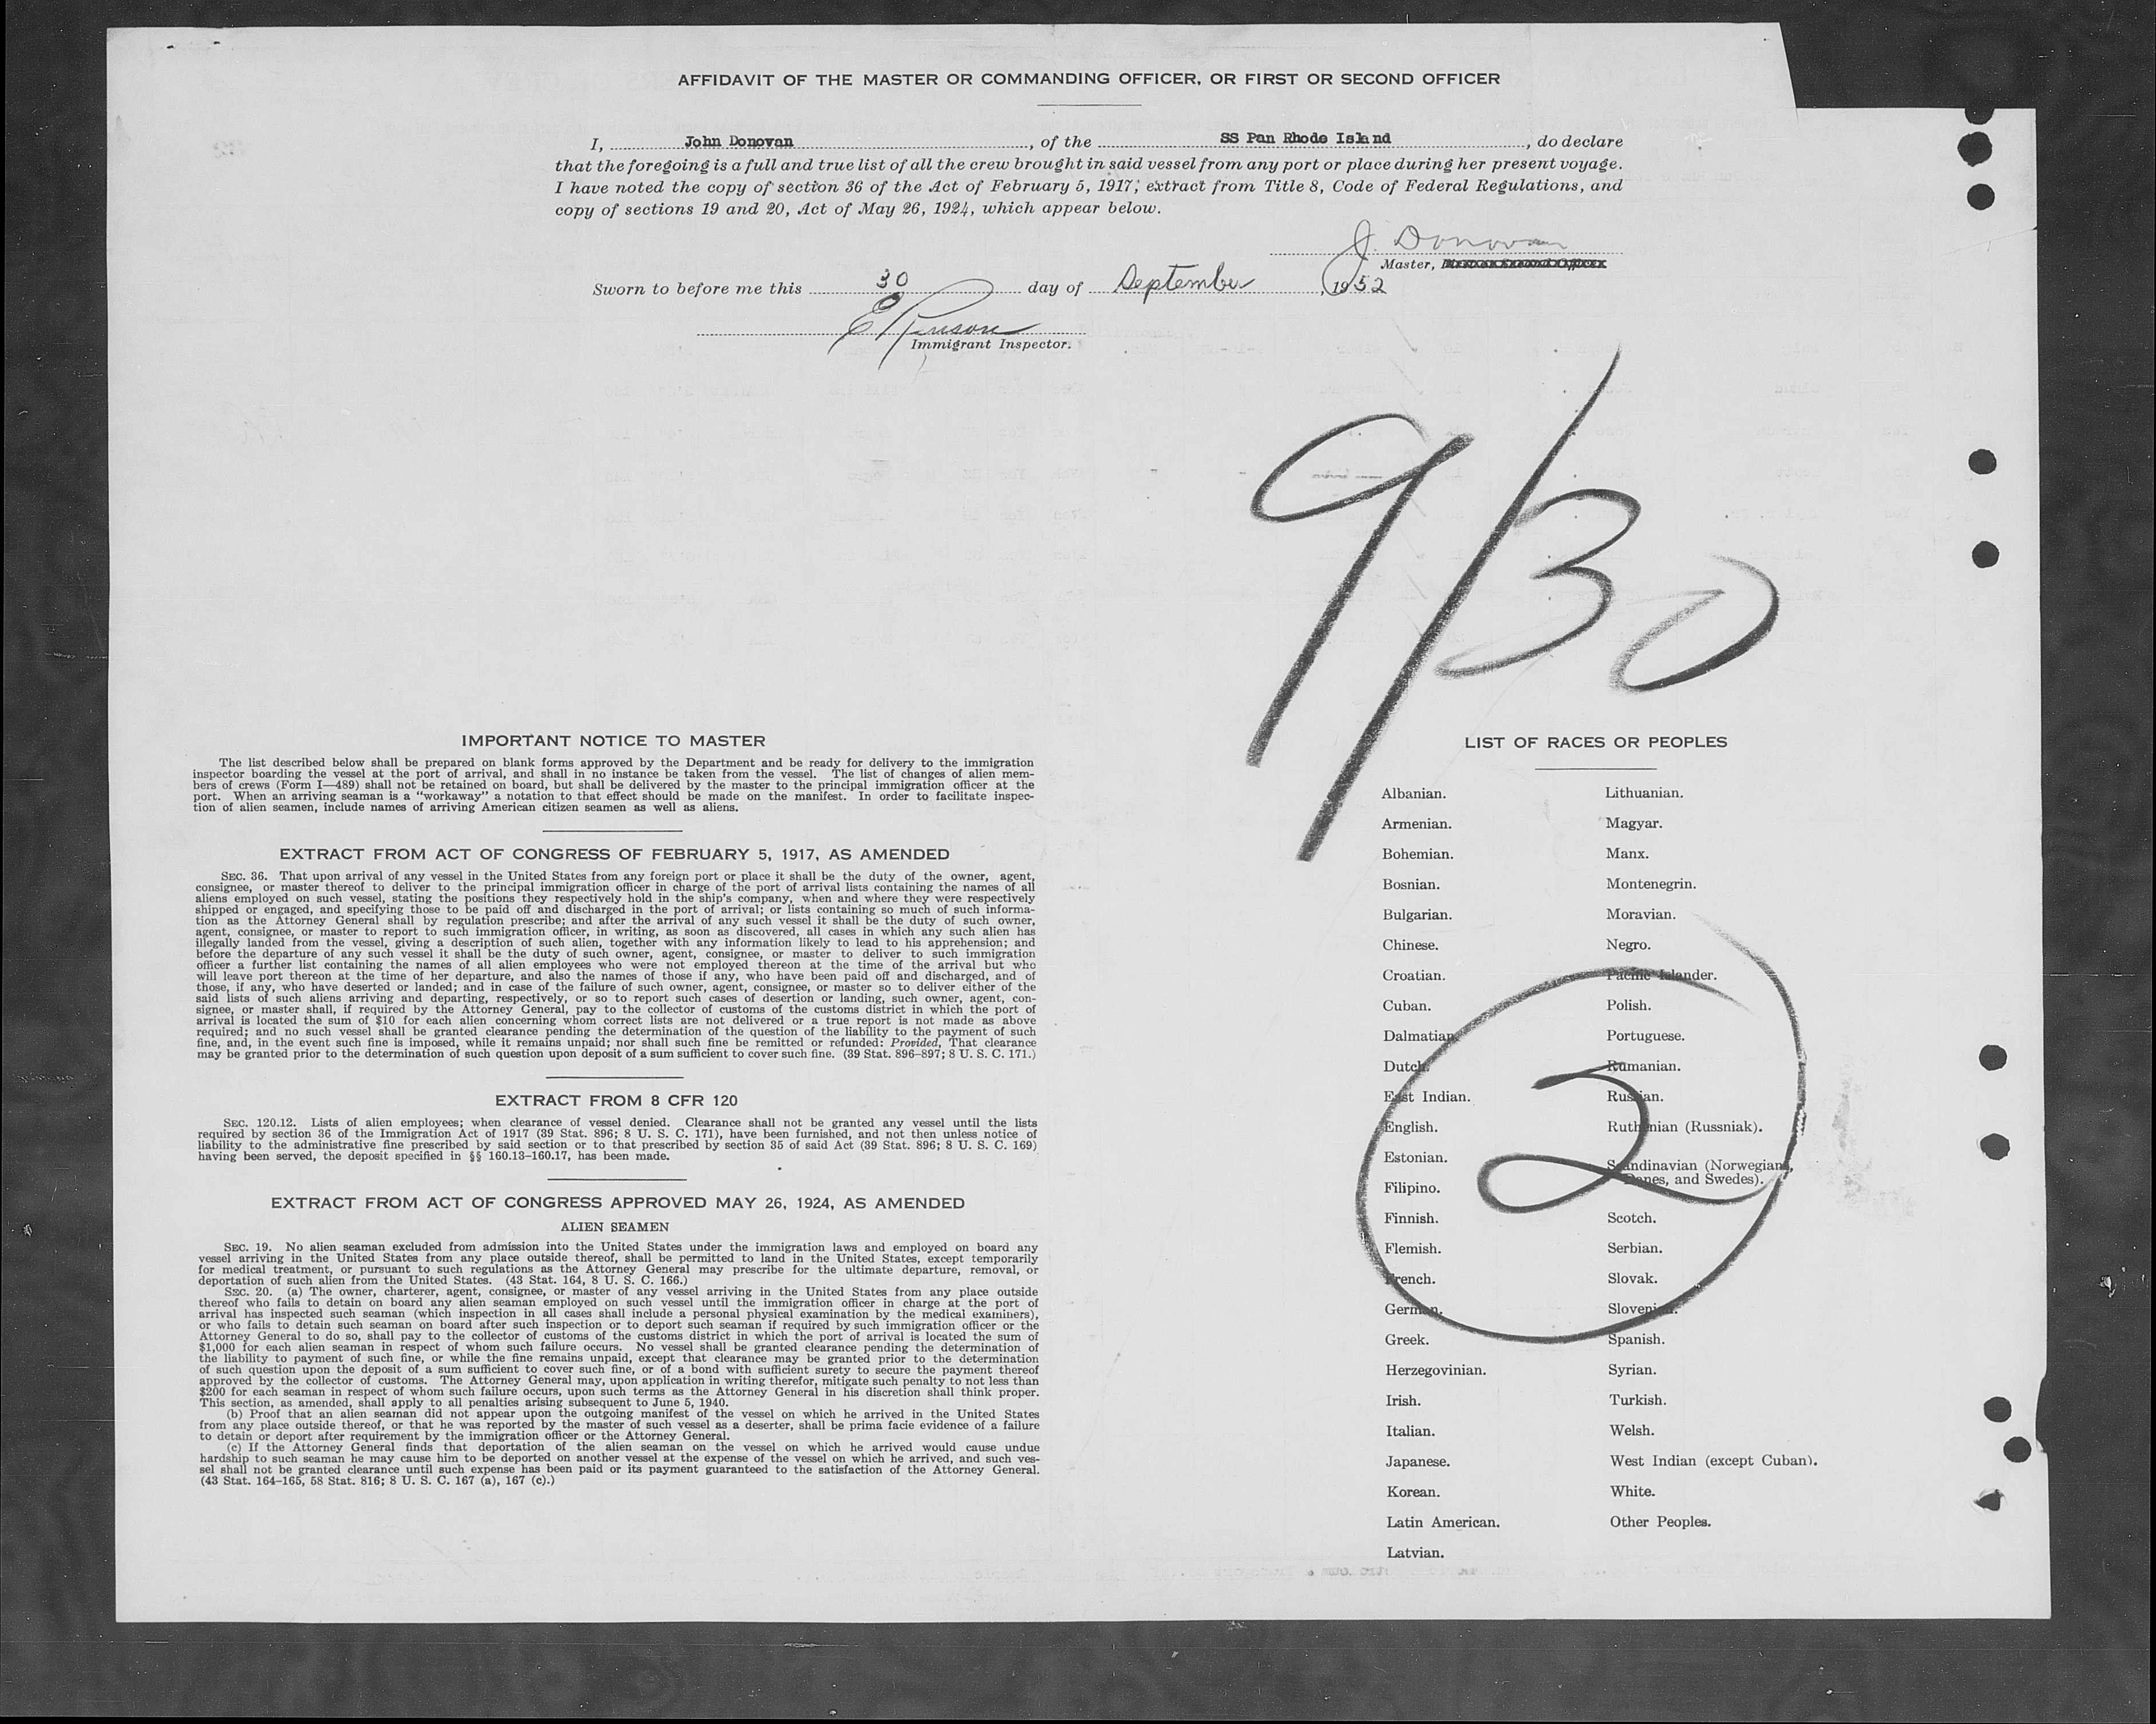 AFFIDAVIT OF THE MASTER OR COMMANDING OFFICER, OR FIRST OR SECOND OFFICER
I, John Donovan, of the SS Pan Rhode Island, do declare
that the foregoing is a full and true list of all the crew brought in said vessel from any port or place during her present voyage.
I have noted the copy of section 36 of the Act of February 5, 1917, extract from Title 8, Code of Federal Regulations, and
copy of sections 19 and 20, Act of May 26, 1924, which appear below.
J. Donovan
Master,
Sworn to before me this 30 day of September, 1952
Immigrant Inspector.
9/30
IMPORTANT NOTICE TO MASTER
The list described below shall be prepared on blank forms approved by the Department and be ready for delivery to the immigration
inspector boarding the vessel at the port of arrival, and shall in no instance be taken from the vessel. The list of changes of alien mem-
bers of crews (Form I—489) shall not be retained on board, but shall be delivered by the master to the principal immigration officer at the
port. When an arriving seaman is a "workaway" a notation to that effect should be made on the manifest. In order to facilitate inspec-
tion of alien seamen, include names of arriving American citizen seamen as well as aliens.
EXTRACT FROM ACT OF CONGRESS OF FEBRUARY 5, 1917, AS AMENDED
SEC. 36. That upon arrival of any vessel in the United States from any foreign port or place it shall be the duty of the owner, agent,
consignee, or master thereof to deliver to the principal immigration officer in charge of the port of arrival lists containing the names of all
aliens employed on such vessel, stating the positions they respectively hold in the ship's company, when and where they were respectively
shipped or engaged, and specifying those to be paid off and discharged in the port of arrival; or lists containing so much of such informa-
tion as the Attorney General shall by regulation prescribe; and after the arrival of any such vessel it shall be the duty of such owner,
agent, consignee, or master to report to such immigration officer, in writing, as soon as discovered, all cases in which any such alien has
illegally landed from the vessel, giving a description of such alien, together with any information likely to lead to his apprehension; and
before the departure of any such vessel it shall be the duty of such owner, agent, consignee, or master to deliver to such immigration
officer a further list containing the names of all alien employees who were not employed thereon at the time of the arrival but who
will leave port thereon at the time of her departure, and also the names of those if any, who have been paid off and discharged, and of
those, if any, who have deserted or landed; and in case of the failure of such owner, agent, consignee, or master so to deliver either of the
said lists of such aliens arriving and departing, respectively, or so to report such cases of desertion or landing, such owner, agent, con-
signee, or master shall, if required by the Attorney General, pay to the collector of customs of the customs district in which the port of
arrival is located the sum of $10 for each alien concerning whom correct lists are not delivered or a true report is not made as above
required; and no such vessel shall be granted clearance pending the determination of the question of the liability to the payment of such
fine, and, in the event such fine is imposed, while it remains unpaid; nor shall such fine be remitted or refunded: Provided, That clearance
may be granted prior to the determination of such question upon deposit of a sum sufficient to cover such fine. (39 Stat. 896–897; 8 U. S. C. 171.)
EXTRACT FROM 8 CFR 120
SEC. 120.12. Lists of alien employees; when clearance of vessel denied. Clearance shall not be granted any vessel until the lists
required by section 36 of the Immigration Act of 1917 (39 Stat. 896; 8 U. S. C. 171), have been furnished, and not then unless notice of
liability to the administrative fine prescribed by said section or to that prescribed by section 35 of said Act (39 Stat. 896; 8 U. S. C. 169)
having been served, the deposit specified in §§ 160.13–160.17, has been made.
EXTRACT FROM ACT OF CONGRESS APPROVED MAY 26, 1924, AS AMENDED
ALIEN SEAMEN
SEC. 19. No alien seaman excluded from admission into the United States under the immigration laws and employed on board any
vessel arriving in the United States from any place outside thereof, shall be permitted to land in the United States, except temporarily
for medical treatment, or pursuant to such regulations as the Attorney General may prescribe for the ultimate departure, removal, or
deportation of such alien from the United States. (43 Stat. 164, 8 U. S. C. 166.)
SEC. 20. (a) The owner, charterer, agent, consignee, or master of any vessel arriving in the United States from any place outside
thereof who fails to detain on board any alien seaman employed on such vessel until the immigration officer in charge at the port of
arrival has inspected such seaman (which inspection in all cases shall include a personal physical examination by the medical examiners),
or who fails to detain such seaman on board after such inspection or to deport such seaman if required by such immigration officer or the
Attorney General to do so, shall pay to the collector of customs of the customs district in which the port of arrival is located the sum of
$1,000 for each alien seaman in respect of whom such failure occurs. No vessel shall be granted clearance pending the determination of
the liability to payment of such fine, or while the fine remains unpaid, except that clearance may be granted prior to the determination
of such question upon the deposit of a sum sufficient to cover such fine, or of a bond with sufficient surety to secure the payment thereof
approved by the collector of customs. The Attorney General may, upon application in writing therefor, mitigate such penalty to not less than
$200 for each seaman in respect of whom such failure occurs, upon such terms as the Attorney General in his discretion shall think proper.
This section, as amended, shall apply to all penalties arising subsequent to June 5, 1940.
(b) Proof that an alien seaman did not appear upon the outgoing manifest of the vessel on which he arrived in the United States
from any place outside thereof, or that he was reported by the master of such vessel as a deserter, shall be prima facie evidence of a failure
to detain or deport after requirement by the immigration officer or the Attorney General.
(c) If the Attorney General finds that deportation of the alien seaman on the vessel on which he arrived would cause undue
hardship to such seaman he may cause him to be deported on another vessel at the expense of the vessel on which he arrived, and such ves-
sel shall not be granted clearance until such expense has been paid or its payment guaranteed to the satisfaction of the Attorney General.
(43 Stat. 164–165, 58 Stat. 816; 8 U. S. C. 167 (a), 167 (c).)
LIST OF RACES OR PEOPLES
Albanian.
Armenian.
Bohemian.
Bosnian.
Bulgarian.
Chinese.
Croatian.
Cuban.
Dalmatian.
Dutch.
East Indian.
English.
Estonian.
Filipino.
Finnish.
Flemish.
French.
German.
Greek.
Herzegovinian.
Irish.
Italian.
Japanese.
Korean.
Latin American.
Latvian.
Lithuanian.
Magyar.
Manx.
Montenegrin.
Moravian.
Negro.
Pacific Islander.
Polish.
Portuguese.
Rumanian.
Russian.
Ruthenian (Russniak).
Scandinavian (Norwegians,
Danes, and Swedes).
Scotch.
Serbian.
Slovak.
Slovenian.
Spanish.
Syrian.
Turkish.
Welsh.
West Indian (except Cuban).
White.
Other Peoples.
2